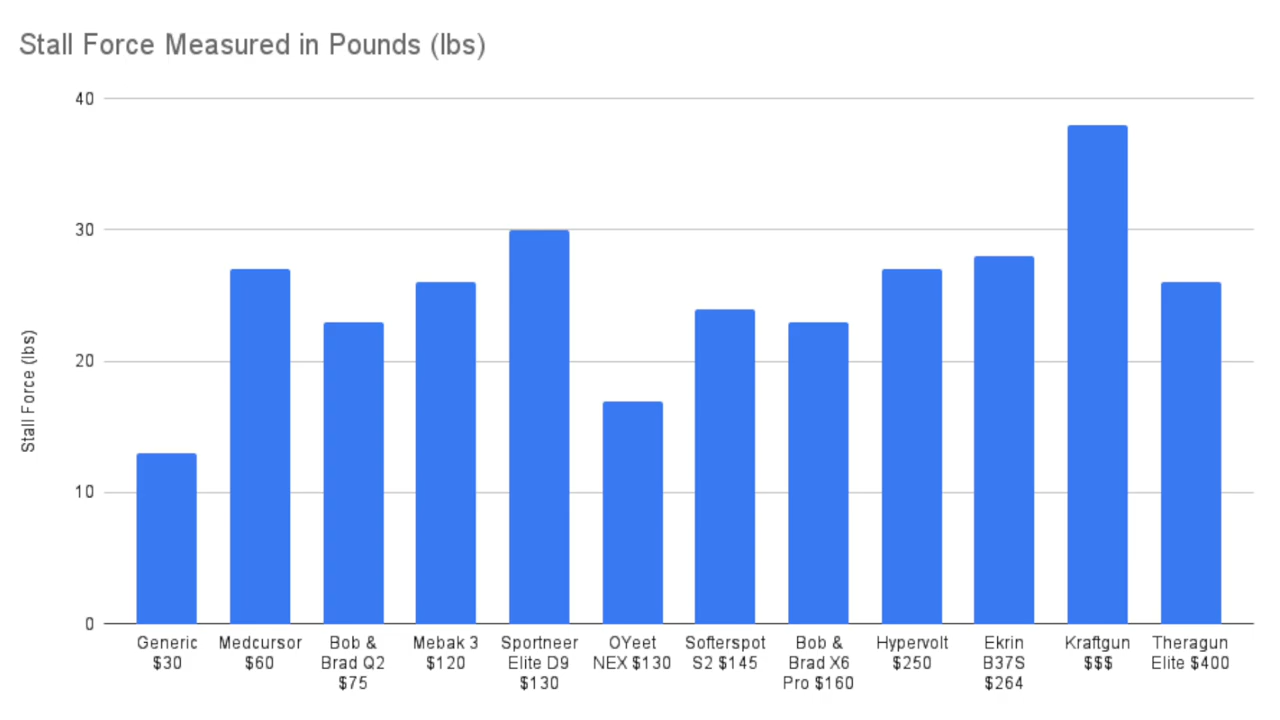 Stall Force Measured in Pounds (lbs)
Stall Force (lbs)
40
30
20
10
0
Generic
$30
Medcursor
$60
Bob &
Brad Q2
$75
Mebak 3
$120
Sportneer
Elite D9
$130
OYeet
NEX $130
Softerspot
S2 $145
Bob &
Brad X6
Pro $160
Hypervolt
$250
Ekrin
B37S
$264
Kraftgun
$$$
Theragun
Elite $400